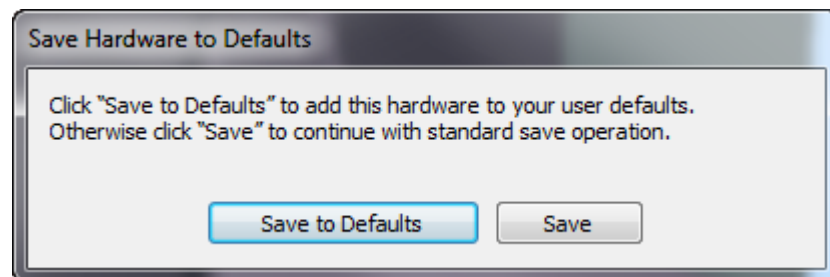 Save Hardware to Defaults
Click “Save to Defaults” to add this hardware to your user defaults.
Otherwise click “Save” to continue with standard save operation.
Save to Defaults
Save